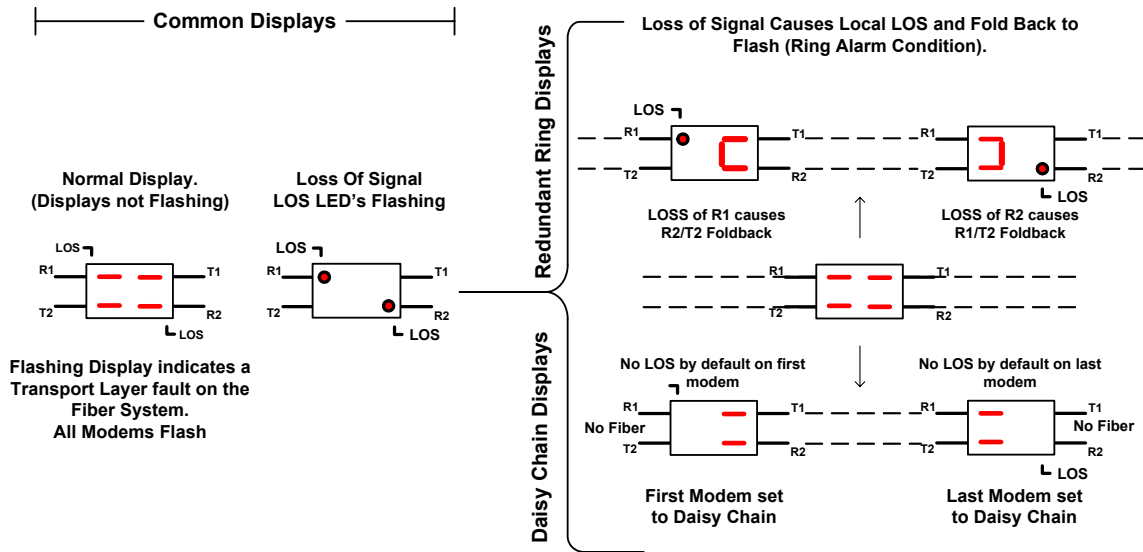 Common Displays
Normal Display.
(Displays not Flashing)
LOS
R1
T1
T2
R2
LOS
Flashing Display indicates a
Transport Layer fault on the
Fiber System.
All Modems Flash
Loss Of Signal
LOS LED's Flashing
LOS
R1
T1
T2
R2
LOS
Redundant Ring Displays
Loss of Signal Causes Local LOS and Fold Back to
Flash (Ring Alarm Condition).
LOS
R1
T1
T2
R2
LOSS of R1 causes
R2/T2 Foldback
R1
T1
T2
R2
LOS
LOSS of R2 causes
R1/T2 Foldback
R1
T1
T2
R2
Daisy Chain Displays
No LOS by default on first
modem
R1
T1
No Fiber
T2
R2
First Modem set
to Daisy Chain
No LOS by default on last
modem
R1
T1
No Fiber
T2
R2
LOS
Last Modem set
to Daisy Chain